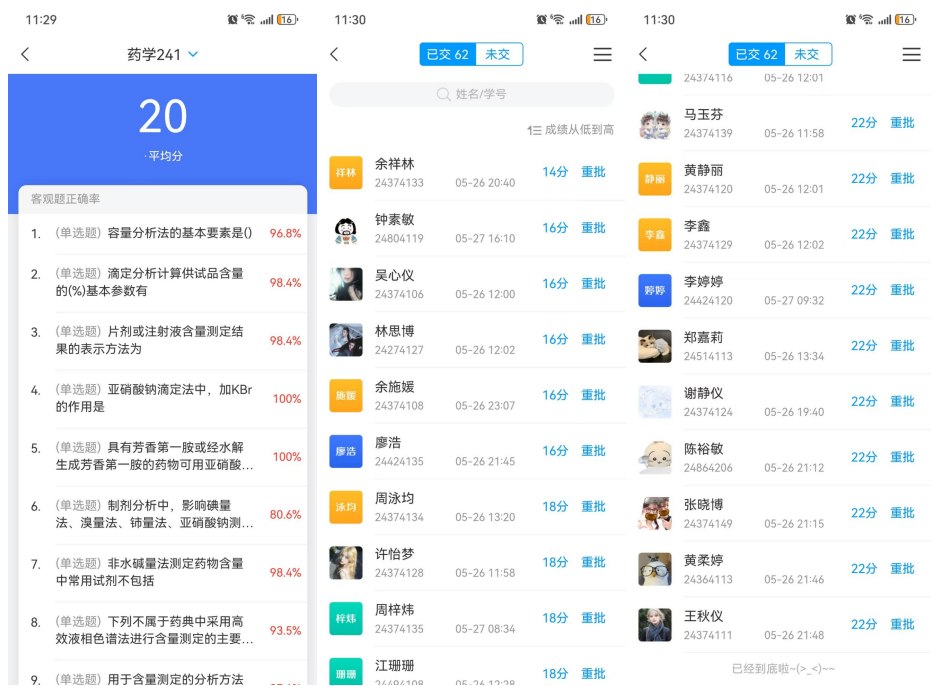 11:29
16
药学241
20
·平均分
客观题正确率
1. (单选题) 容量分析法的基本要素是() 96.8%
2. (单选题) 滴定分析计算供试品含量
的(%)基本参数有 98.4%
3. (单选题) 片剂或注射液含量测定结
果的表示方法为 98.4%
4. (单选题) 亚硝酸钠滴定法中，加KBr
的作用是 100%
5. (单选题) 具有芳香第一胺或经水解
生成芳香第一胺的药物可用亚硝酸... 100%
6. (单选题) 制剂分析中，影响碘量
法、溴量法、铈量法、亚硝酸钠测... 80.6%
7. (单选题) 非水碱量法测定药物含量
中常用试剂不包括 98.4%
8. (单选题) 下列不属于药典中采用高
效液相色谱法进行含量测定的主要... 93.5%
9. (单选题) 用于含量测定的分析方法
11:30
16
已交 62 未交
姓名/学号
成绩从低到高
祥林
余祥林
24374133 05-26 20:40 14分 重批
钟素敏
24804119 05-27 16:10 16分 重批
吴心仪
24374106 05-26 12:00 16分 重批
林思博
24274127 05-26 12:02 16分 重批
施媛
余施媛
24374108 05-26 23:07 16分 重批
廖浩
廖浩
24424135 05-26 21:45 16分 重批
泳均
周泳均
24374134 05-26 13:20 18分 重批
许怡梦
24374128 05-26 11:58 18分 重批
梓炜
周梓炜
24374135 05-27 08:34 18分 重批
珊珊
江珊珊
24494108 05-26 12:28 18分 重批
11:30
16
已交 62 未交
24374116 05-26 12:01
马玉芬
24374139 05-26 11:58 22分 重批
静丽
黄静丽
24374120 05-26 12:01 22分 重批
李鑫
李鑫
24374129 05-26 12:02 22分 重批
婷婷
李婷婷
24424120 05-27 09:32 22分 重批
郑嘉莉
24514113 05-26 13:34 22分 重批
谢静仪
24374124 05-26 19:40 22分 重批
陈裕敏
24864206 05-26 21:12 22分 重批
张晓博
24374149 05-26 21:15 22分 重批
黄柔婷
24364113 05-26 21:46 22分 重批
王秋仪
24374111 05-26 21:48 22分 重批
已经到底啦~(>_<)~~